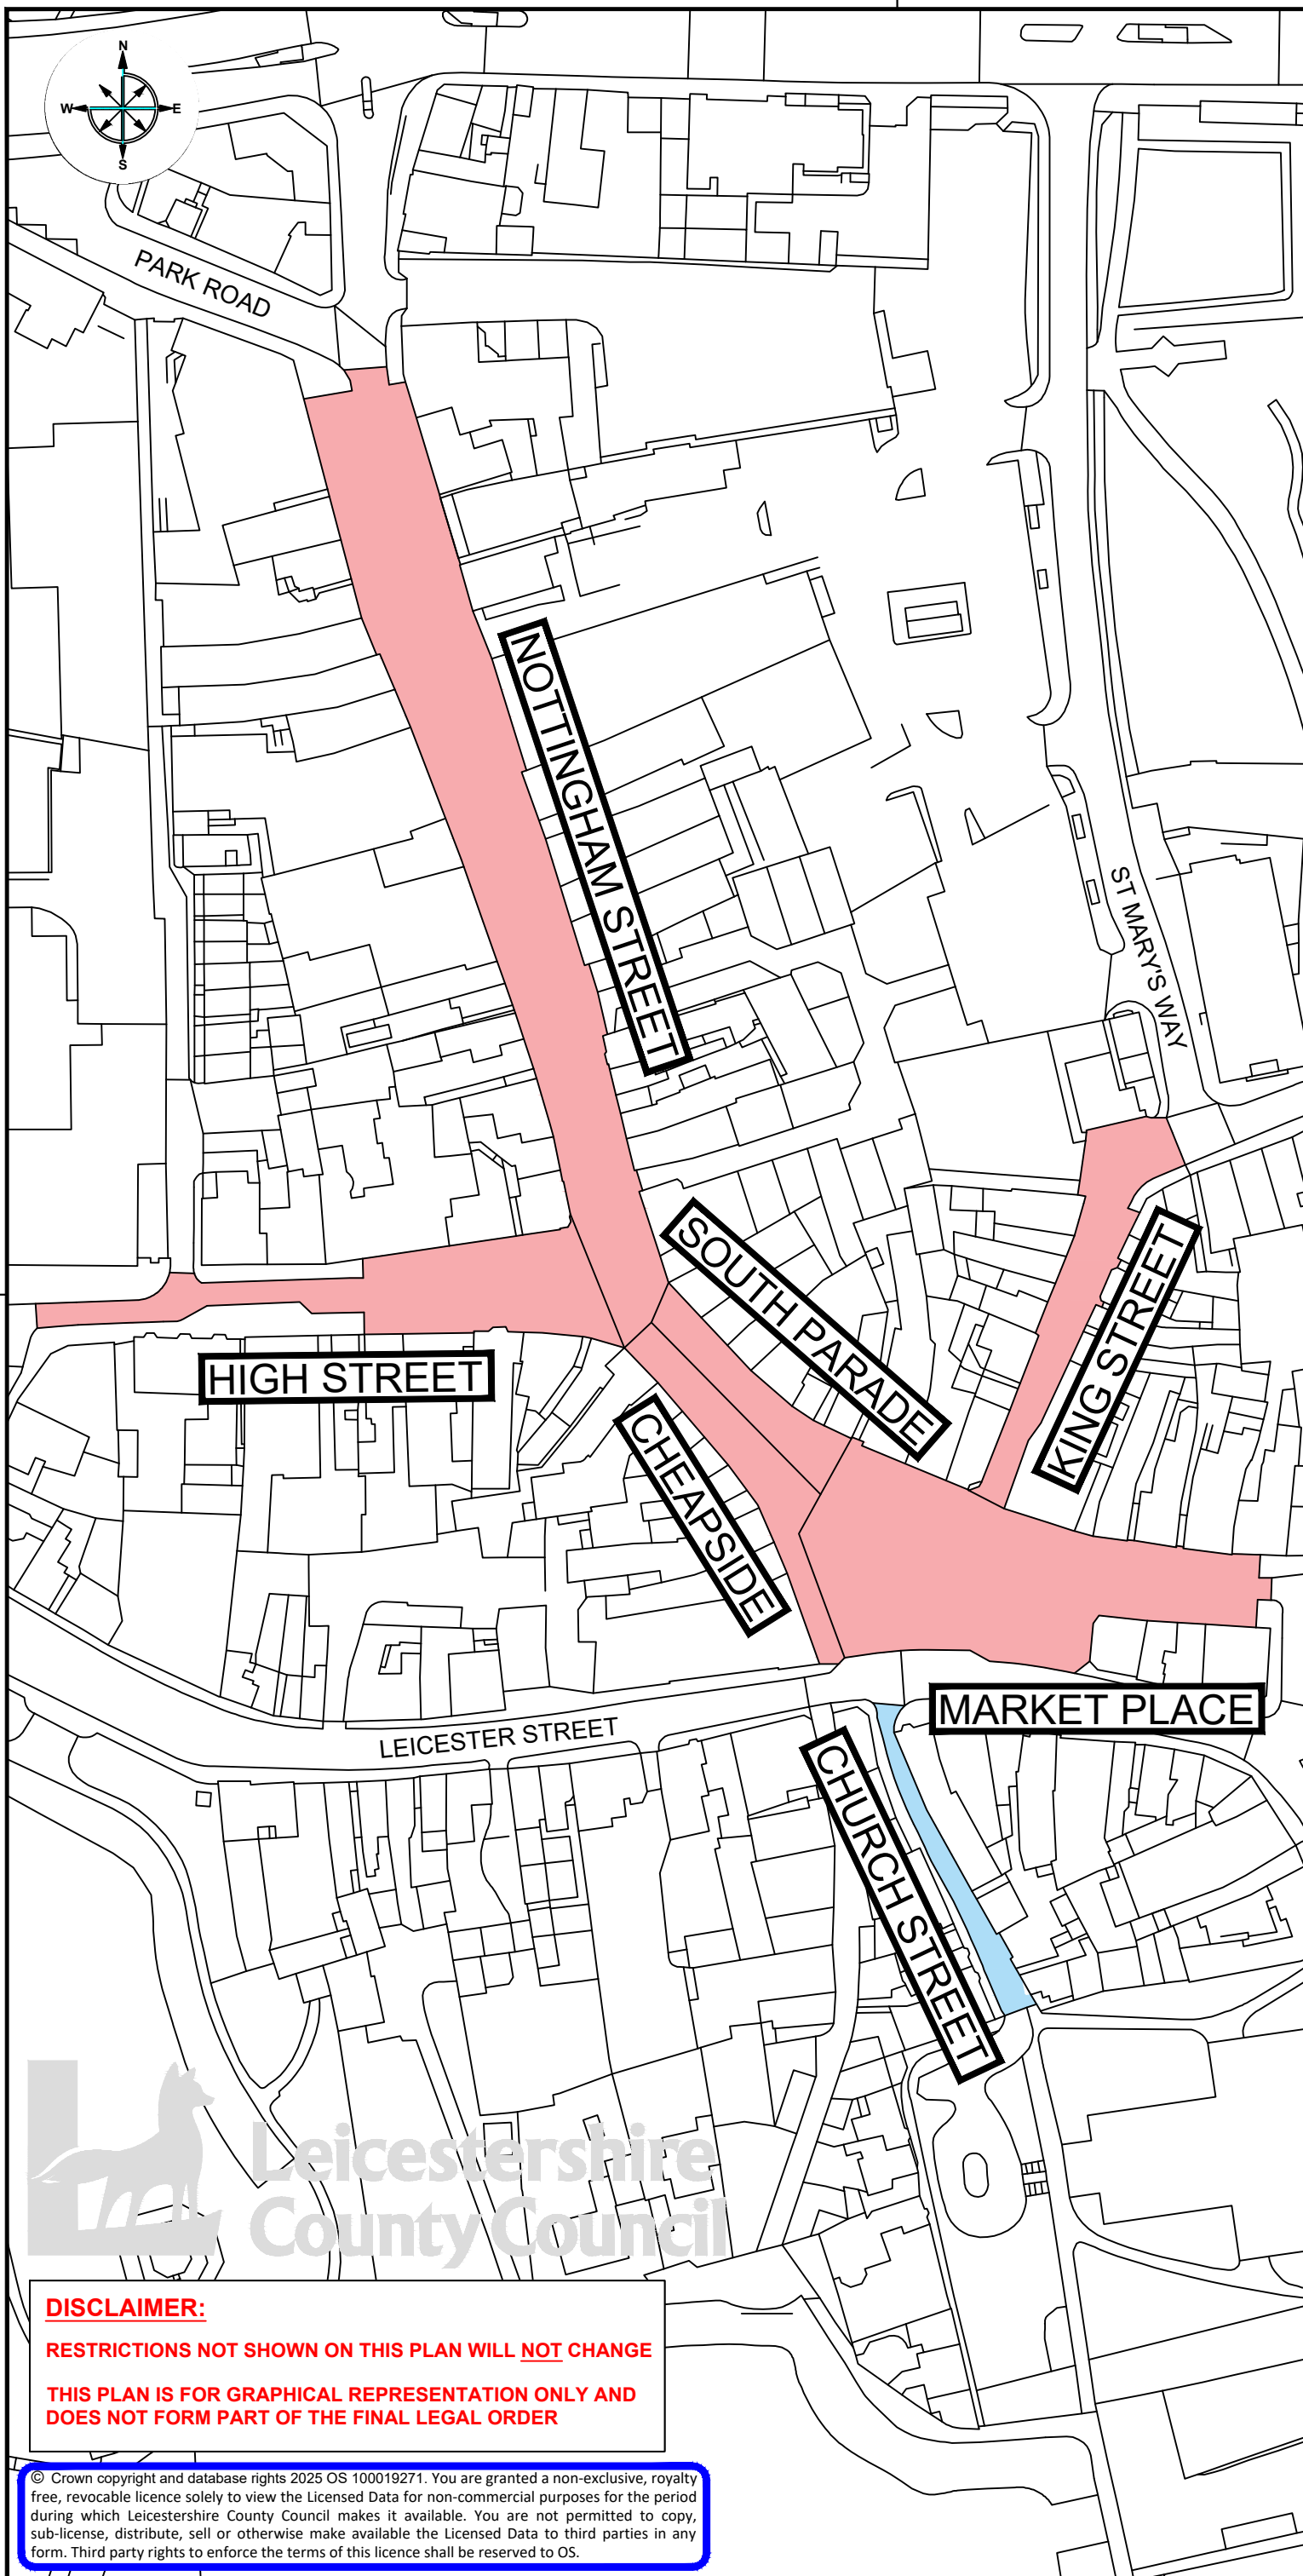 N
W
E
S
PARK ROAD
NOTTINGHAM STREET
ST MARY'S WAY
SOUTH PARADE
KING STREET
HIGH STREET
CHEAPSIDE
MARKET PLACE
LEICESTER STREET
CHURCH STREET
Leicestershire
County Council
DISCLAIMER:
RESTRICTIONS NOT SHOWN ON THIS PLAN WILL NOT CHANGE
THIS PLAN IS FOR GRAPHICAL REPRESENTATION ONLY AND
DOES NOT FORM PART OF THE FINAL LEGAL ORDER
© Crown copyright and database rights 2025 OS 100019271. You are granted a non-exclusive, royalty
free, revocable licence solely to view the Licensed Data for non-commercial purposes for the period
during which Leicestershire County Council makes it available. You are not permitted to copy,
sub-license, distribute, sell or otherwise make available the Licensed Data to third parties in any
form. Third party rights to enforce the terms of this licence shall be reserved to OS.